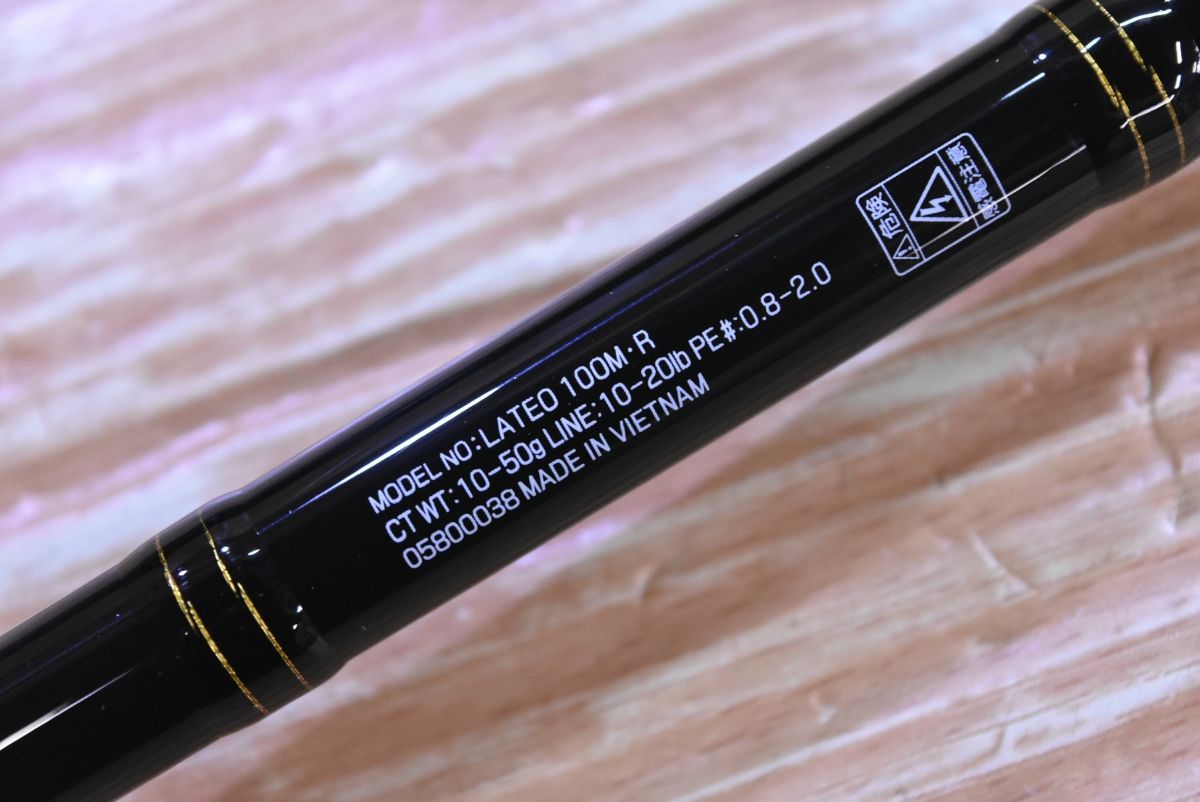 MODEL NO:LATEO 100M·R
CT WT:10-50g LINE:10-20lb PE#:0.8-2.0
05800038 MADE IN VIETNAM
危険
感電注意